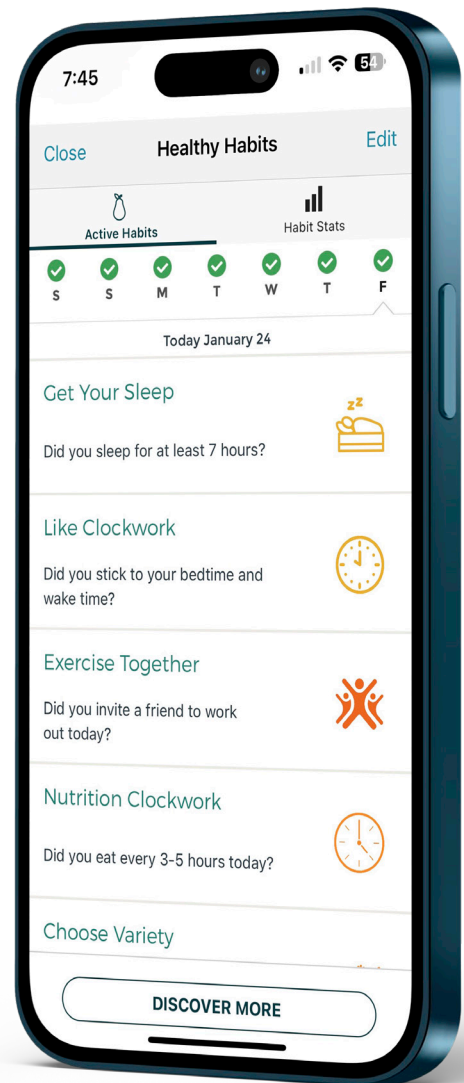 7:45
54
Close Healthy Habits Edit
Active Habits Habit Stats
S S M T W T F
Today January 24
Get Your Sleep
zz
Did you sleep for at least 7 hours?
Like Clockwork
Did you stick to your bedtime and
wake time?
Exercise Together
Did you invite a friend to work
out today?
Nutrition Clockwork
Did you eat every 3-5 hours today?
Choose Variety
DISCOVER MORE